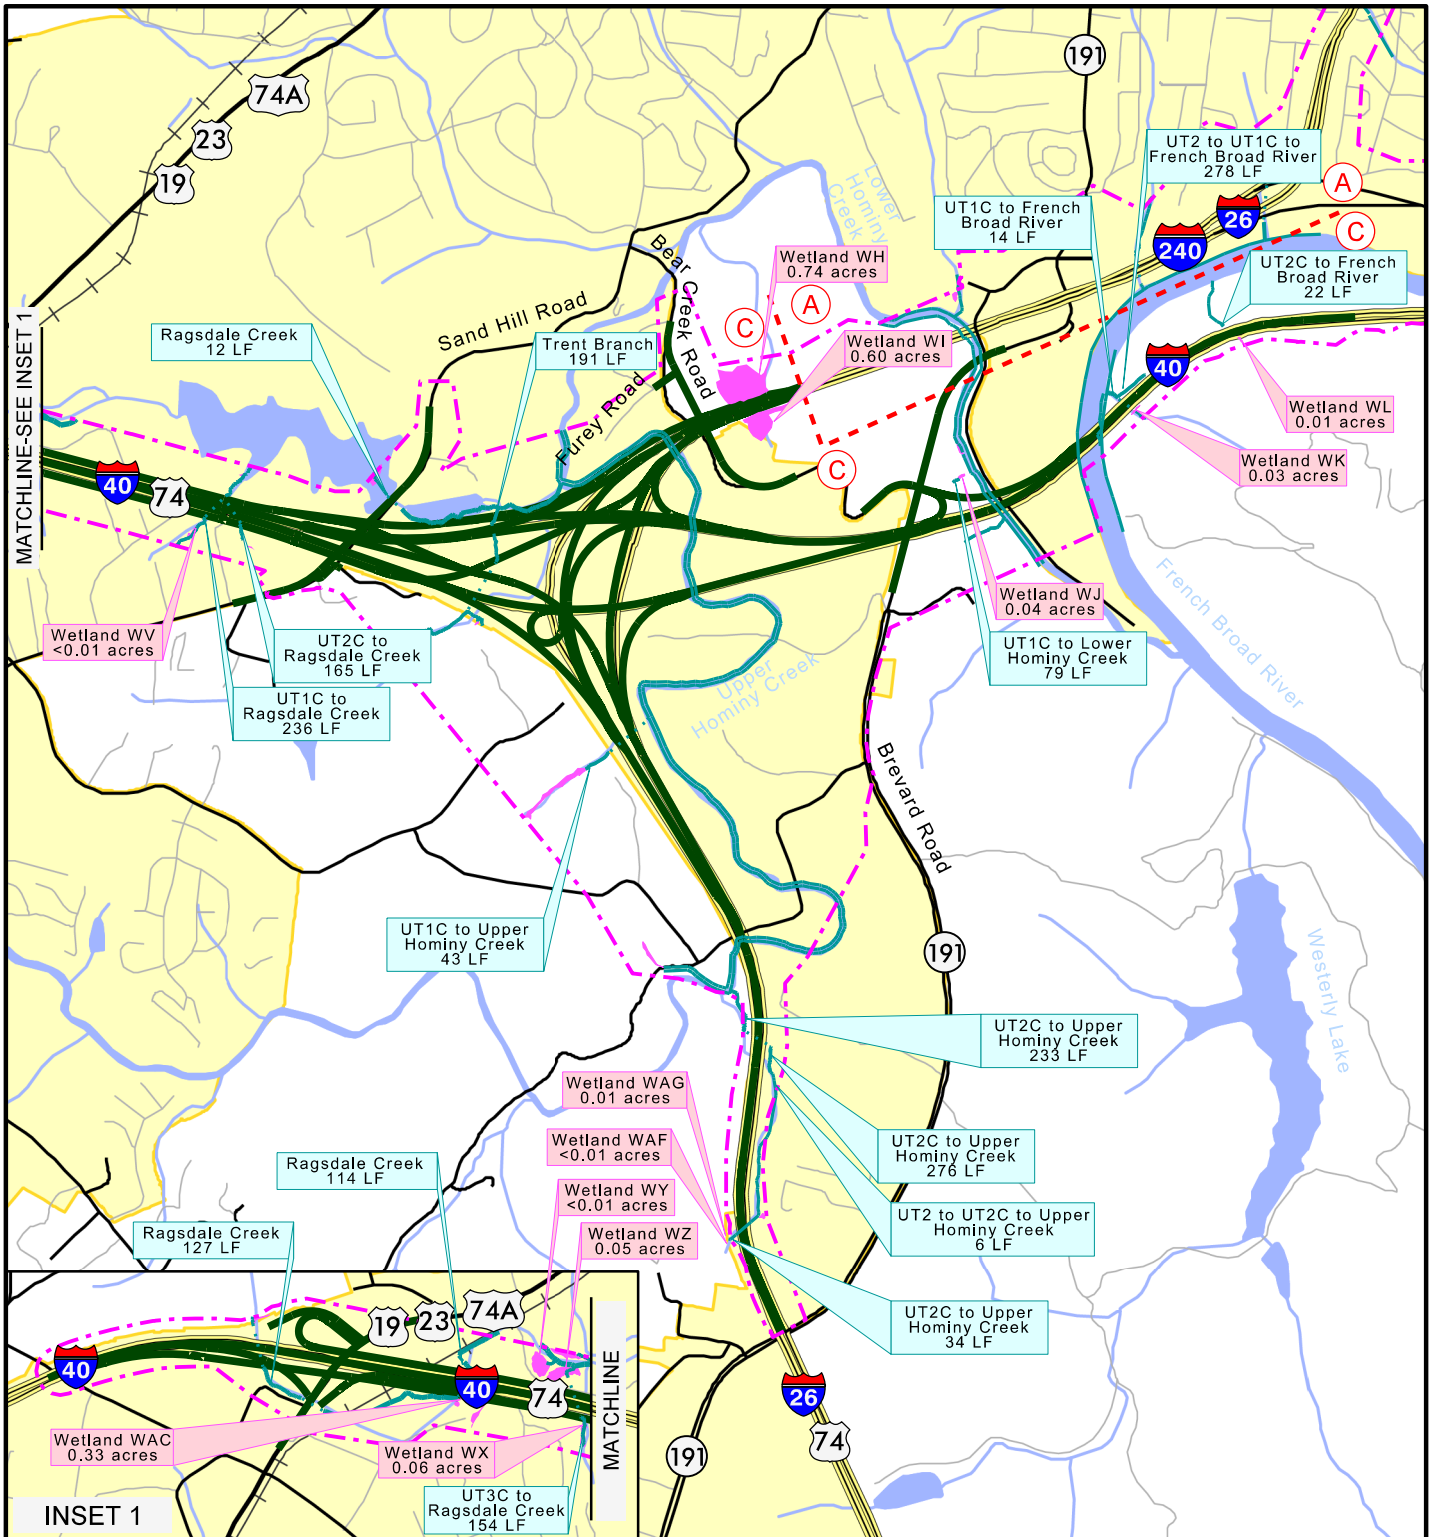 191
74A
23
19
UT2 to UT1C to
French Broad River
278 LF
A
26
C
240
UT1C to French
Broad River
14 LF
UT2C to French
Broad River
22 LF
Lower
Hominy
Creek
Wetland WH
0.74 acres
Bear Creek Road
C
A
Sand Hill Road
MATCHLINE-SEE INSET 1
Ragsdale Creek
12 LF
Trent Branch
191 LF
Wetland WI
0.60 acres
40
Furey Road
Wetland WL
0.01 acres
Wetland WK
0.03 acres
C
40
74
French Broad River
Wetland WJ
0.04 acres
Wetland WV
<0.01 acres
UT2C to
Ragsdale Creek
165 LF
UT1C to Lower
Hominy Creek
79 LF
UT1C to
Ragsdale Creek
236 LF
Upper
Hominy Creek
Brevard Road
UT1C to Upper
Hominy Creek
43 LF
191
Westerly Lake
UT2C to Upper
Hominy Creek
233 LF
Wetland WAG
0.01 acres
Wetland WAF
<0.01 acres
UT2C to Upper
Hominy Creek
276 LF
Ragsdale Creek
114 LF
Wetland WY
<0.01 acres
UT2 to UT2C to Upper
Hominy Creek
6 LF
Ragsdale Creek
127 LF
Wetland WZ
0.05 acres
UT2C to Upper
Hominy Creek
34 LF
19
23
74A
40
40
74
MATCHLINE
26
74
191
Wetland WAC
0.33 acres
Wetland WX
0.06 acres
UT3C to
Ragsdale Creek
154 LF
INSET 1